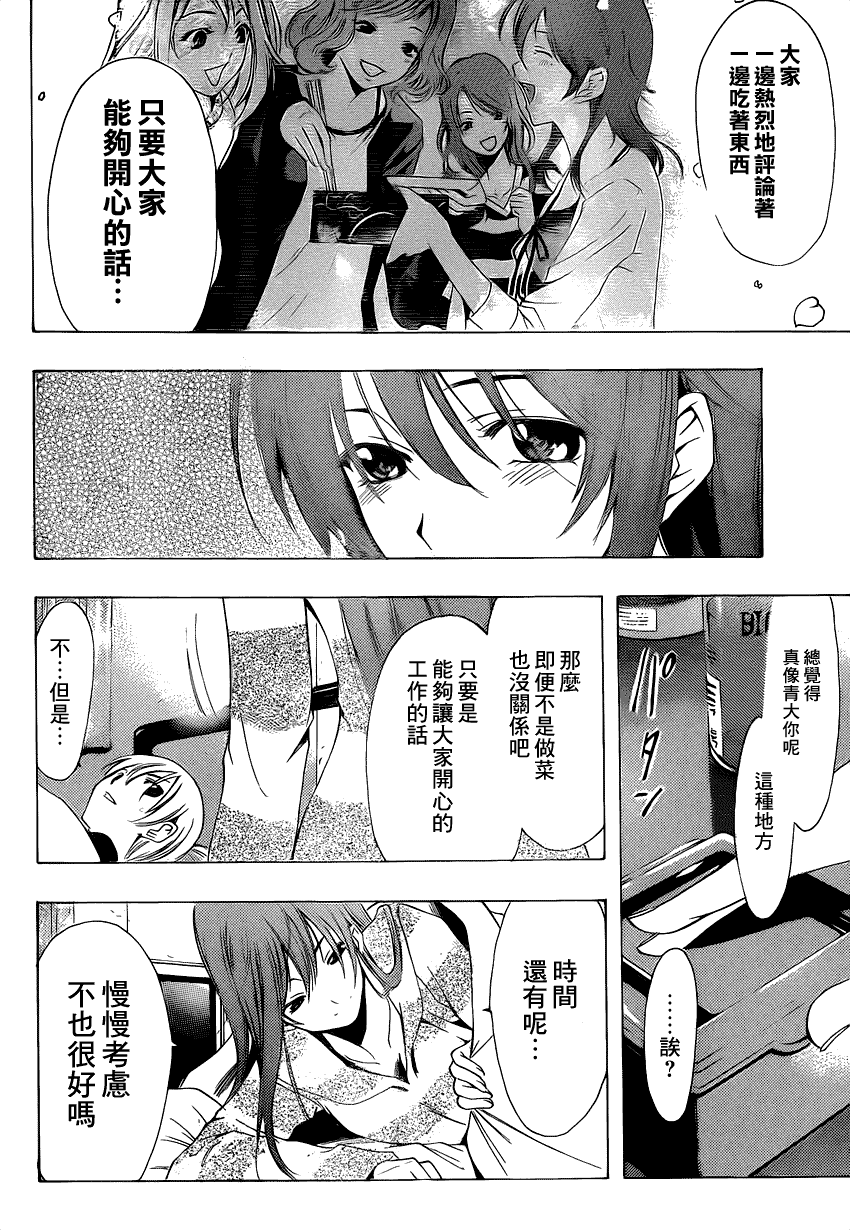 大家
一邊熱烈地評論著
一邊吃著東西
只要大家
能夠開心的話…
總覺得
真像青大你呢
這種地方
BI
パタン
……誒?
那麼
即便不是做菜
也沒關係吧
只要是
能夠讓大家開心的
工作的話
不…但是…
時間
還有呢…
慢慢考慮
不也很好嗎